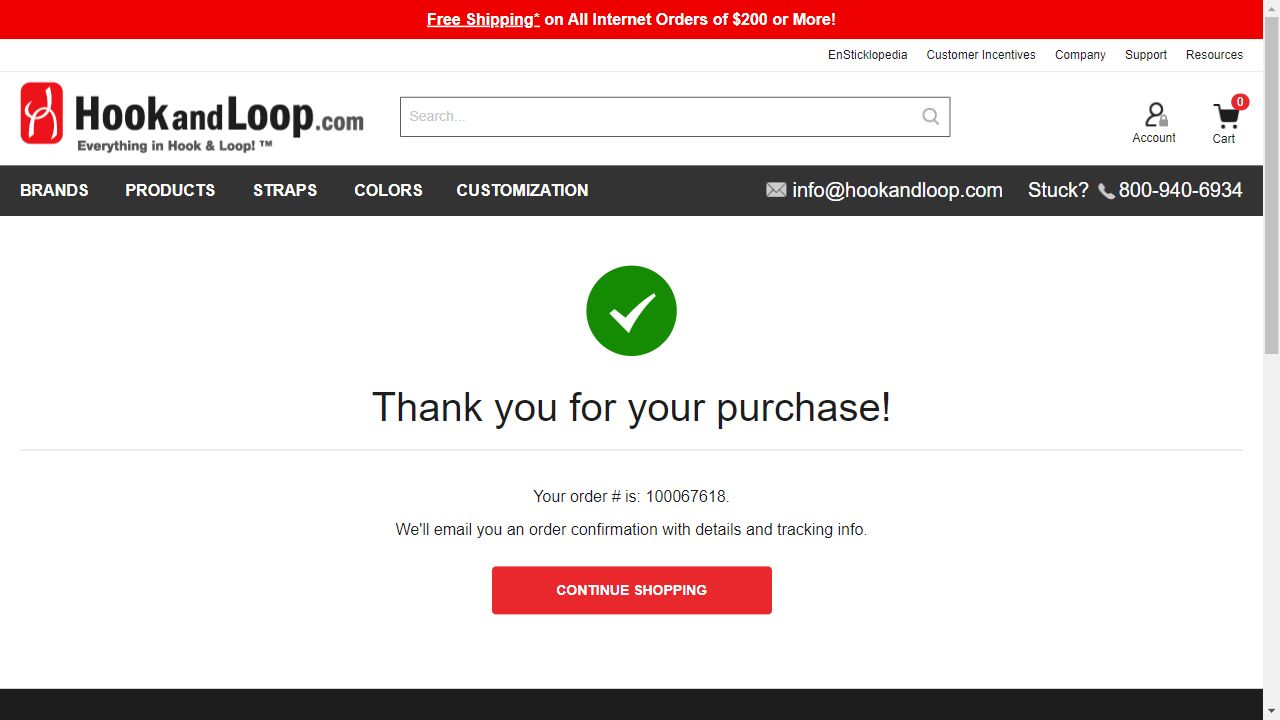 Free Shipping* on All Internet Orders of $200 or More!
EnSticklopedia Customer Incentives Company Support Resources
HookandLoop.com
Everything in Hook & Loop! ™
Search...
Account
0
Cart
BRANDS PRODUCTS STRAPS COLORS CUSTOMIZATION info@hookandloop.com Stuck? 800-940-6934
Thank you for your purchase!
Your order # is: 100067618.
We'll email you an order confirmation with details and tracking info.
CONTINUE SHOPPING